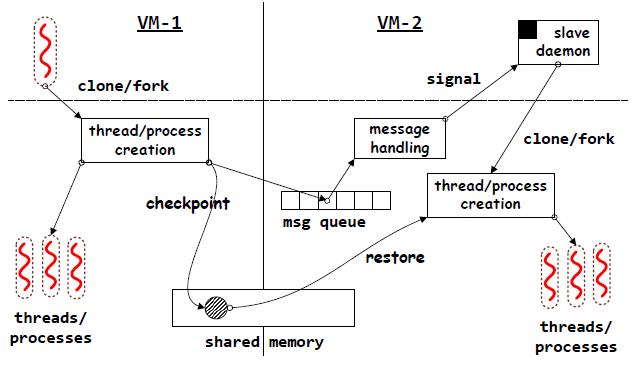 VM-1
VM-2
slave
daemon
clone/fork
signal
thread/process
creation
message
handling
clone/fork
thread/process
creation
checkpoint
msg queue
restore
threads/
processes
shared memory
threads/
processes